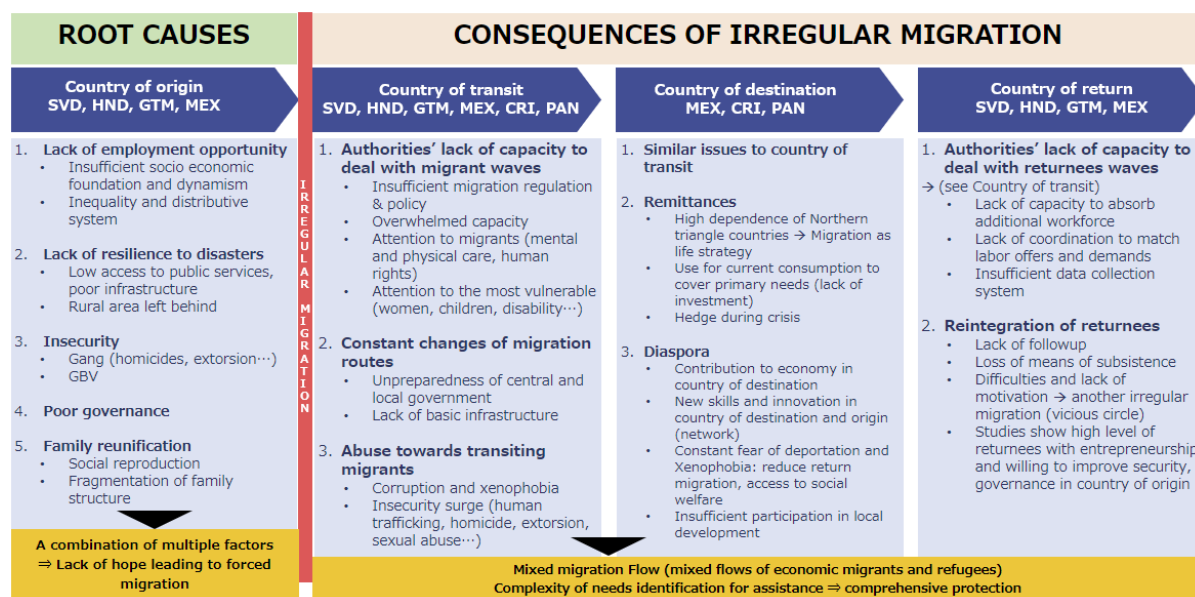 ROOT CAUSES
CONSEQUENCES OF IRREGULAR MIGRATION
Country of origin
SVD, HND, GTM, MEX
1. Lack of employment opportunity
• Insufficient socio economic
foundation and dynamism
• Inequality and distributive
system
2. Lack of resilience to disasters
• Low access to public services,
poor infrastructure
• Rural area left behind
3. Insecurity
• Gang (homicides, extorsion…)
• GBV
4. Poor governance
5. Family reunification
• Social reproduction
• Fragmentation of family
structure
A combination of multiple factors
⇒ Lack of hope leading to forced
migration
IRREGULAR MIGRATION
Country of transit
SVD, HND, GTM, MEX, CRI, PAN
1. Authorities' lack of capacity to
deal with migrant waves
• Insufficient migration regulation
& policy
• Overwhelmed capacity
• Attention to migrants (mental
and physical care, human
rights)
• Attention to the most vulnerable
(women, children, disability…)
2. Constant changes of migration
routes
• Unpreparedness of central and
local government
• Lack of basic infrastructure
3. Abuse towards transiting
migrants
• Corruption and xenophobia
• Insecurity surge (human
trafficking, homicide, extorsion,
sexual abuse…)
Country of destination
MEX, CRI, PAN
1. Similar issues to country of
transit
2. Remittances
• High dependence of Northern
triangle countries → Migration as
life strategy
• Use for current consumption to
cover primary needs (lack of
investment)
• Hedge during crisis
3. Diaspora
• Contribution to economy in
country of destination
• New skills and innovation in
country of destination and origin
(network)
• Constant fear of deportation and
Xenophobia: reduce return
migration, access to social
welfare
• Insufficient participation in local
development
Country of return
SVD, HND, GTM, MEX
1. Authorities' lack of capacity to
deal with returnees waves
→ (see Country of transit)
• Lack of capacity to absorb
additional workforce
• Lack of coordination to match
labor offers and demands
• Insufficient data collection
system
2. Reintegration of returnees
• Lack of followup
• Loss of means of subsistence
• Difficulties and lack of
motivation → another irregular
migration (vicious circle)
• Studies show high level of
returnees with entrepreneurship
and willing to improve security,
governance in country of origin
Mixed migration Flow (mixed flows of economic migrants and refugees)
Complexity of needs identification for assistance ⇒ comprehensive protection